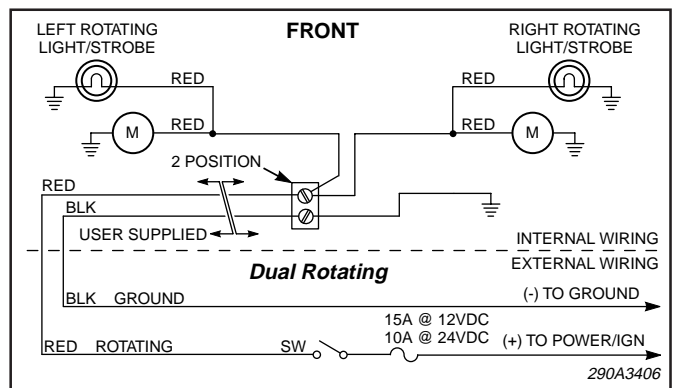 LEFT ROTATING
LIGHT/STROBE
FRONT
RIGHT ROTATING
LIGHT/STROBE
RED
RED
M
RED
RED
M
2 POSITION
RED
BLK
USER SUPPLIED
INTERNAL WIRING
EXTERNAL WIRING
Dual Rotating
BLK GROUND
(-) TO GROUND
15A @ 12VDC
10A @ 24VDC
RED ROTATING
SW
(+) TO POWER/IGN
290A3406